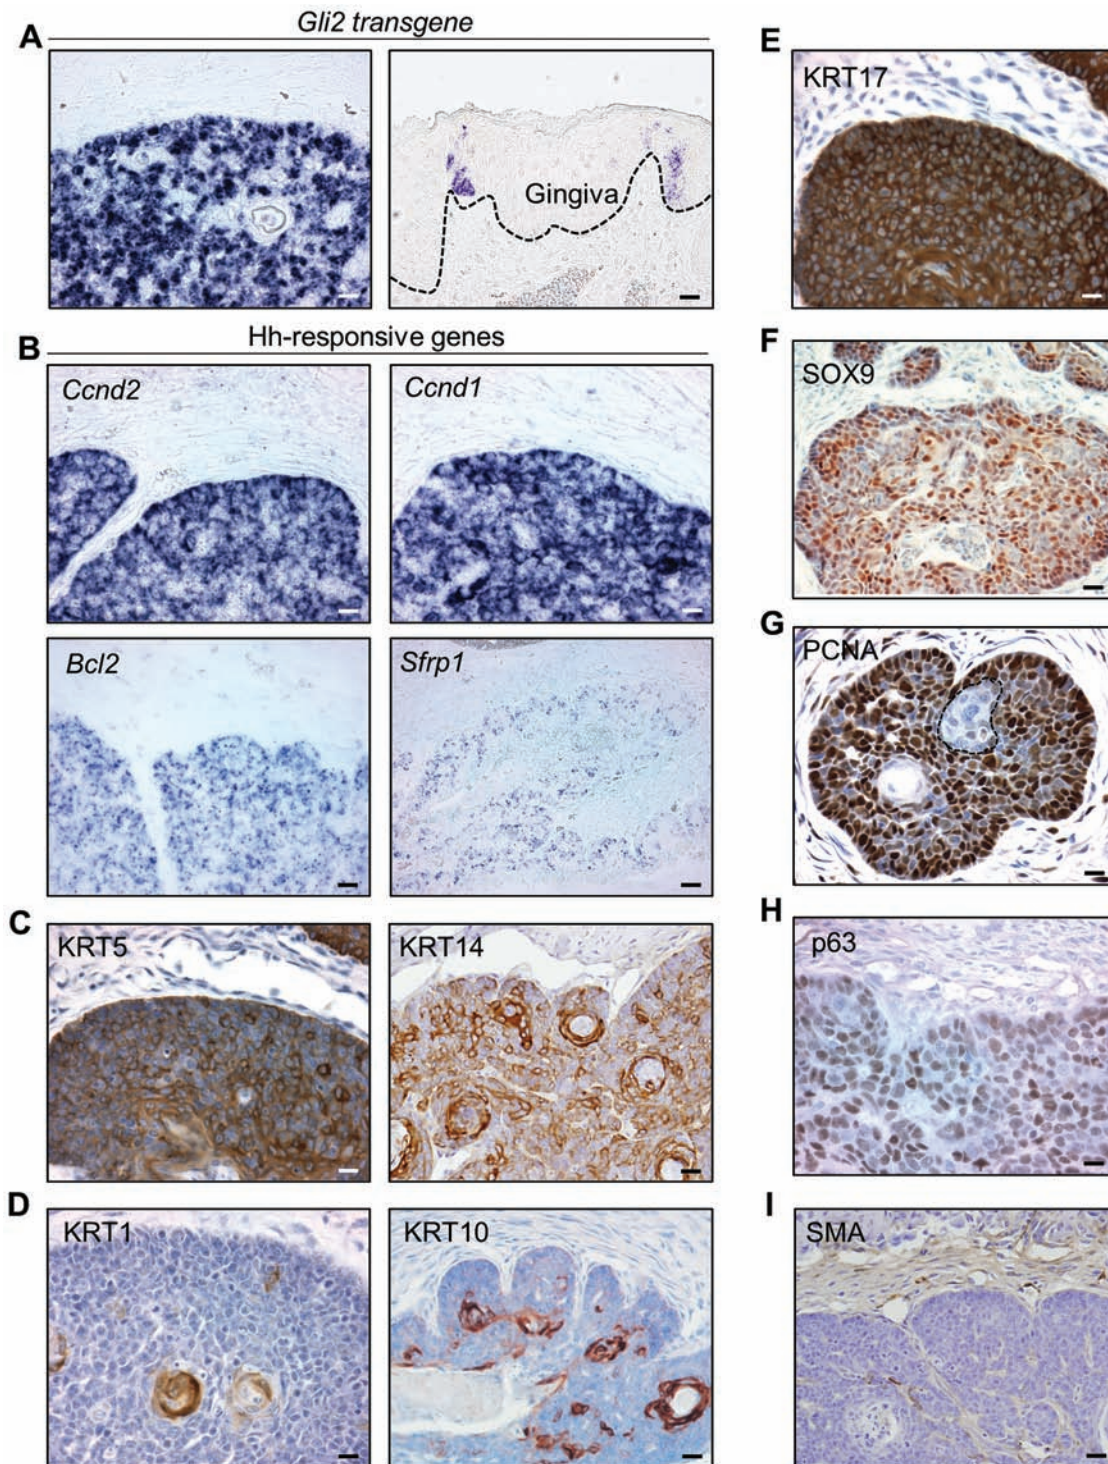 A
Gli2 transgene
Gingiva
B
Hh-responsive genes
Ccnd2
Ccnd1
Bcl2
Sfrp1
C
KRT5
KRT14
D
KRT1
KRT10
E
KRT17
F
SOX9
G
PCNA
H
p63
I
SMA